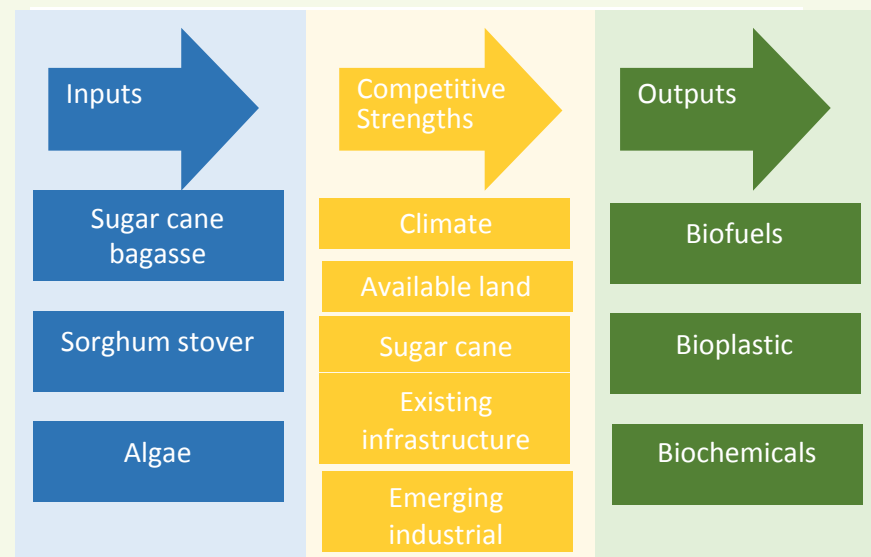 Inputs
Sugar cane
bagasse
Sorghum stover
Algae
Competitive
Strengths
Climate
Available land
Sugar cane
Existing
infrastructure
Emerging
industrial
Outputs
Biofuels
Bioplastic
Biochemicals